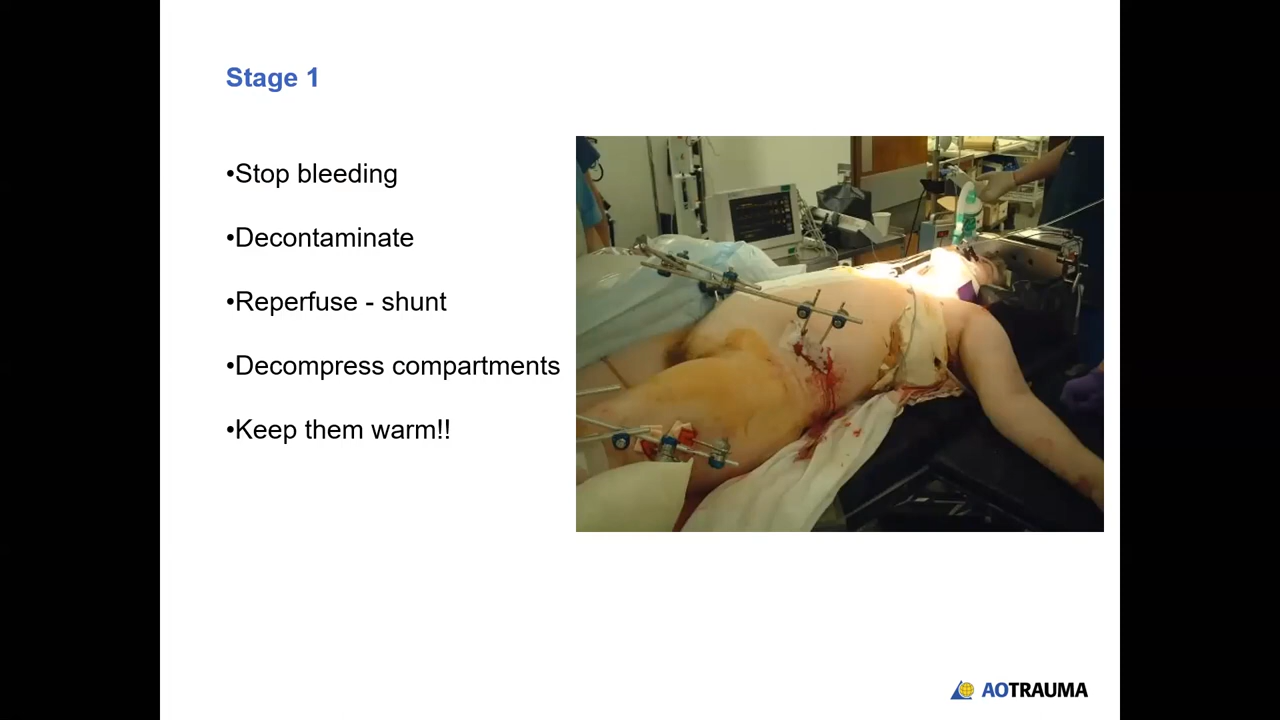 Stage 1
•Stop bleeding
•Decontaminate
•Reperfuse - shunt
•Decompress compartments
•Keep them warm!!
AOTRAUMA